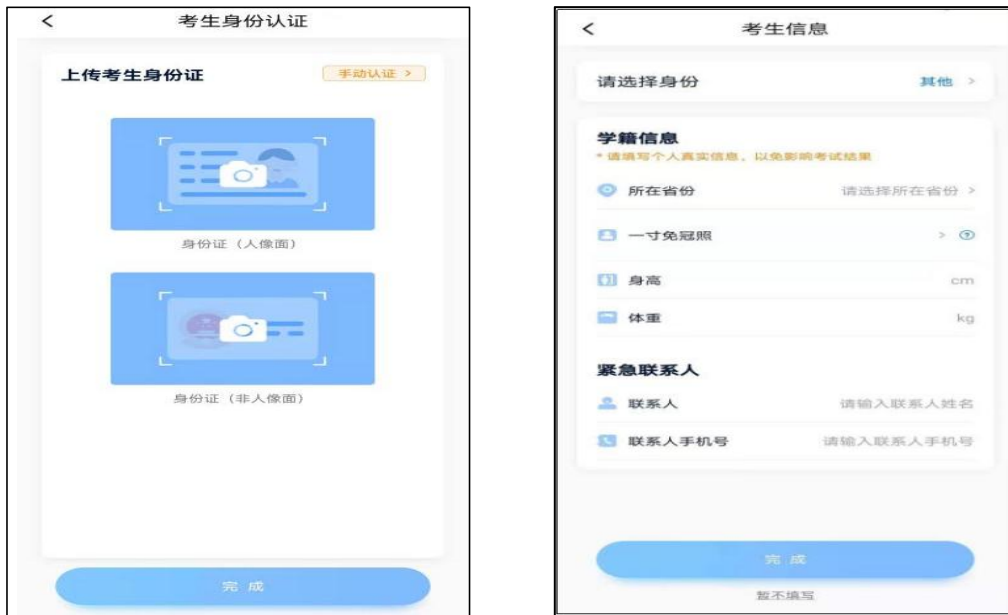 考生身份认证
上传考生身份证
手动认证 >
身份证（人像面）
身份证（非人像面）
完成
考生信息
请选择身份
其他 >
学籍信息
* 请填写个人真实信息，以免影响考试结果
所在省份
请选择所在省份 >
一寸免冠照
身高
cm
体重
kg
紧急联系人
联系人
请输入联系人姓名
联系人手机号
请输入联系人手机号
完成
暂不填写